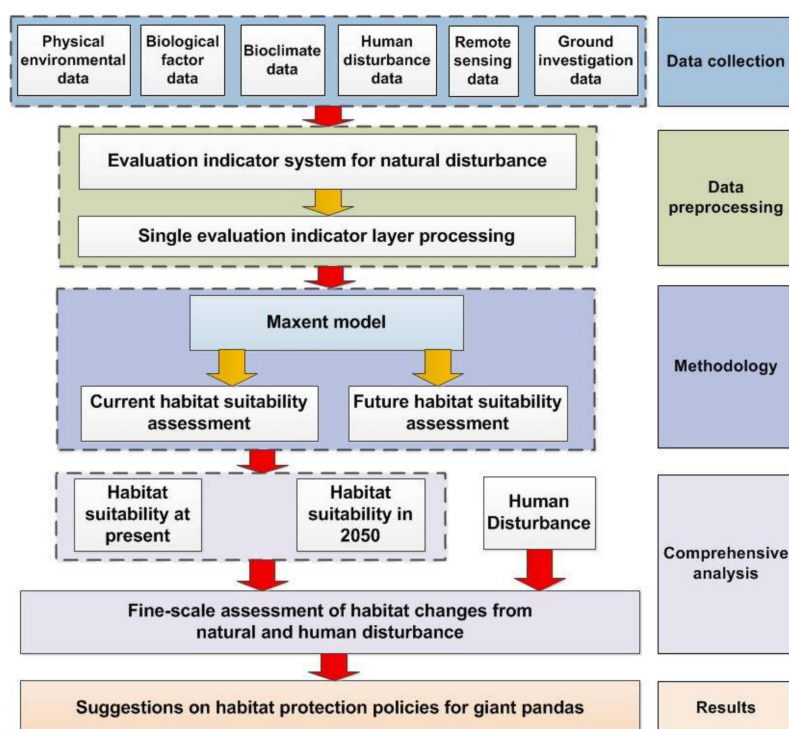 Physical
environmental
data
Biological
factor
data
Bioclimate
data
Human
disturbance
data
Remote
sensing
data
Ground
investigation
data
Data collection
Evaluation indicator system for natural disturbance
Single evaluation indicator layer processing
Data
preprocessing
Maxent model
Current habitat suitability
assessment
Future habitat suitability
assessment
Methodology
Habitat
suitability at
present
Habitat
suitability in
2050
Human
Disturbance
Fine-scale assessment of habitat changes from
natural and human disturbance
Comprehensive
analysis
Suggestions on habitat protection policies for giant pandas
Results